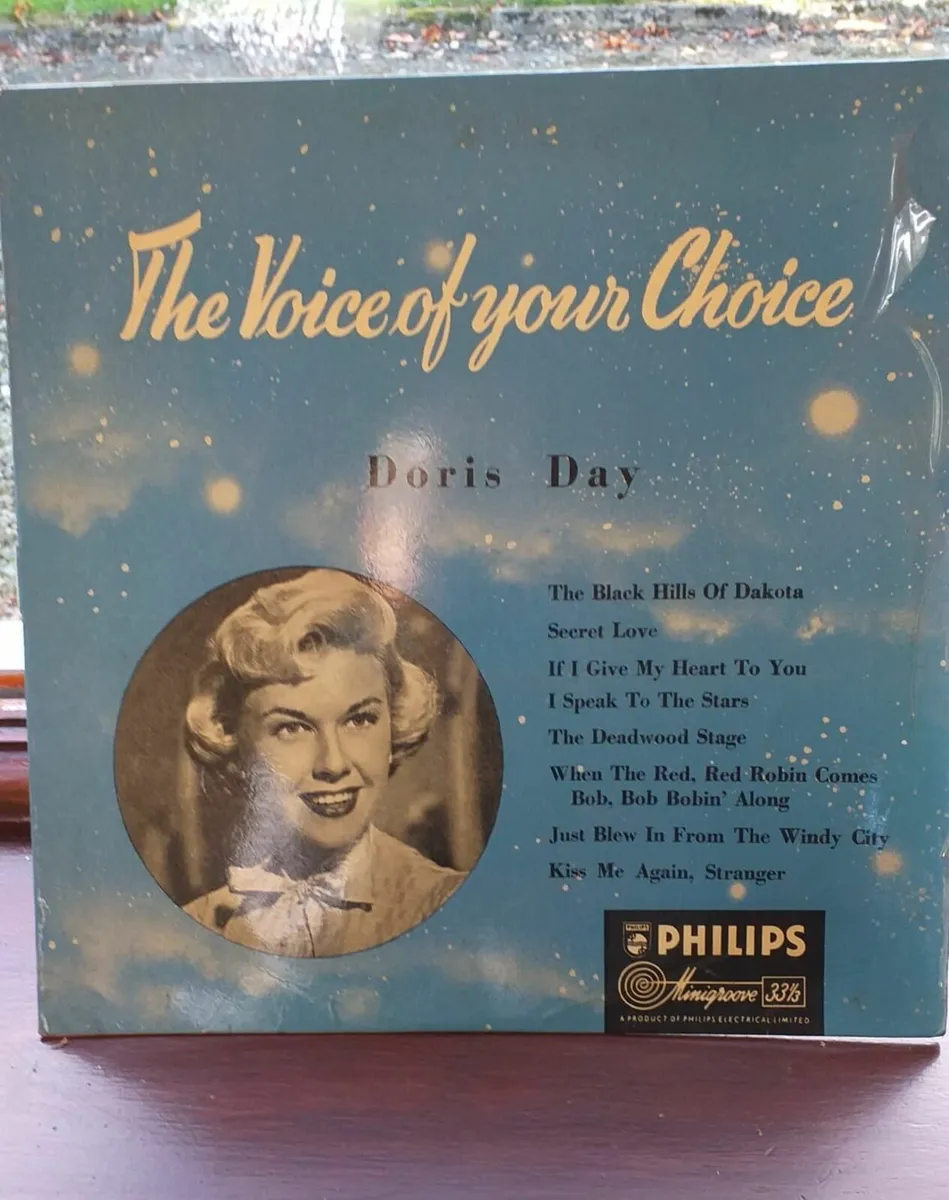 The Voice of your Choice
Doris Day
The Black Hills Of Dakota
Secret Love
If I Give My Heart To You
I Speak To The Stars
The Deadwood Stage
When The Red, Red Robin Comes
Bob, Bob Bobin' Along
Just Blew In From The Windy City
Kiss Me Again, Stranger
PHILIPS
PHILIPS
Minigroove 33⅓
A PRODUCT OF PHILIPS ELECTRICAL LIMITED